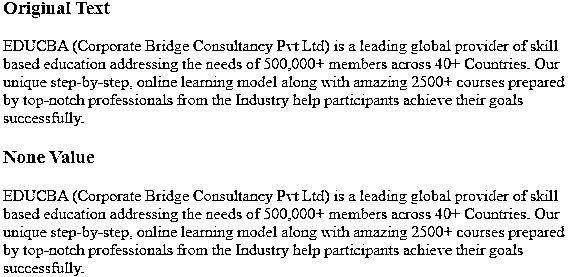 Original Text
EDUCBA (Corporate Bridge Consultancy Pvt Ltd) is a leading global provider of skill
based education addressing the needs of 500,000+ members across 40+ Countries. Our
unique step-by-step, online learning model along with amazing 2500+ courses prepared
by top-notch professionals from the Industry help participants achieve their goals
successfully.
None Value
EDUCBA (Corporate Bridge Consultancy Pvt Ltd) is a leading global provider of skill
based education addressing the needs of 500,000+ members across 40+ Countries. Our
unique step-by-step, online learning model along with amazing 2500+ courses prepared
by top-notch professionals from the Industry help participants achieve their goals
successfully.